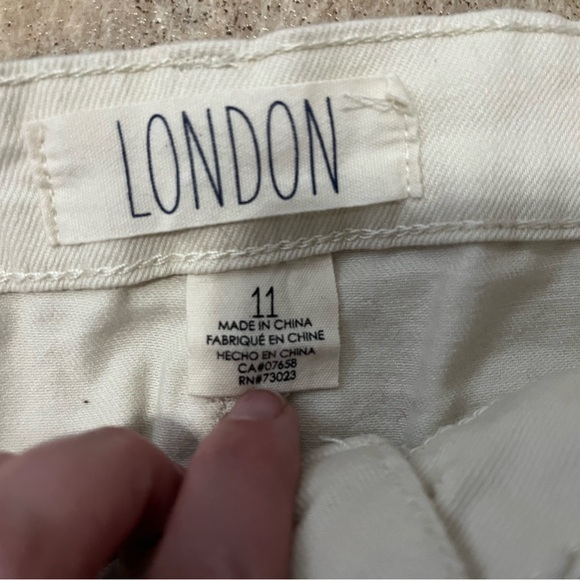 LONDON
11
MADE IN CHINA
FABRIQUÉ EN CHINE
HECHO EN CHINA
CA#07658
RN#73023